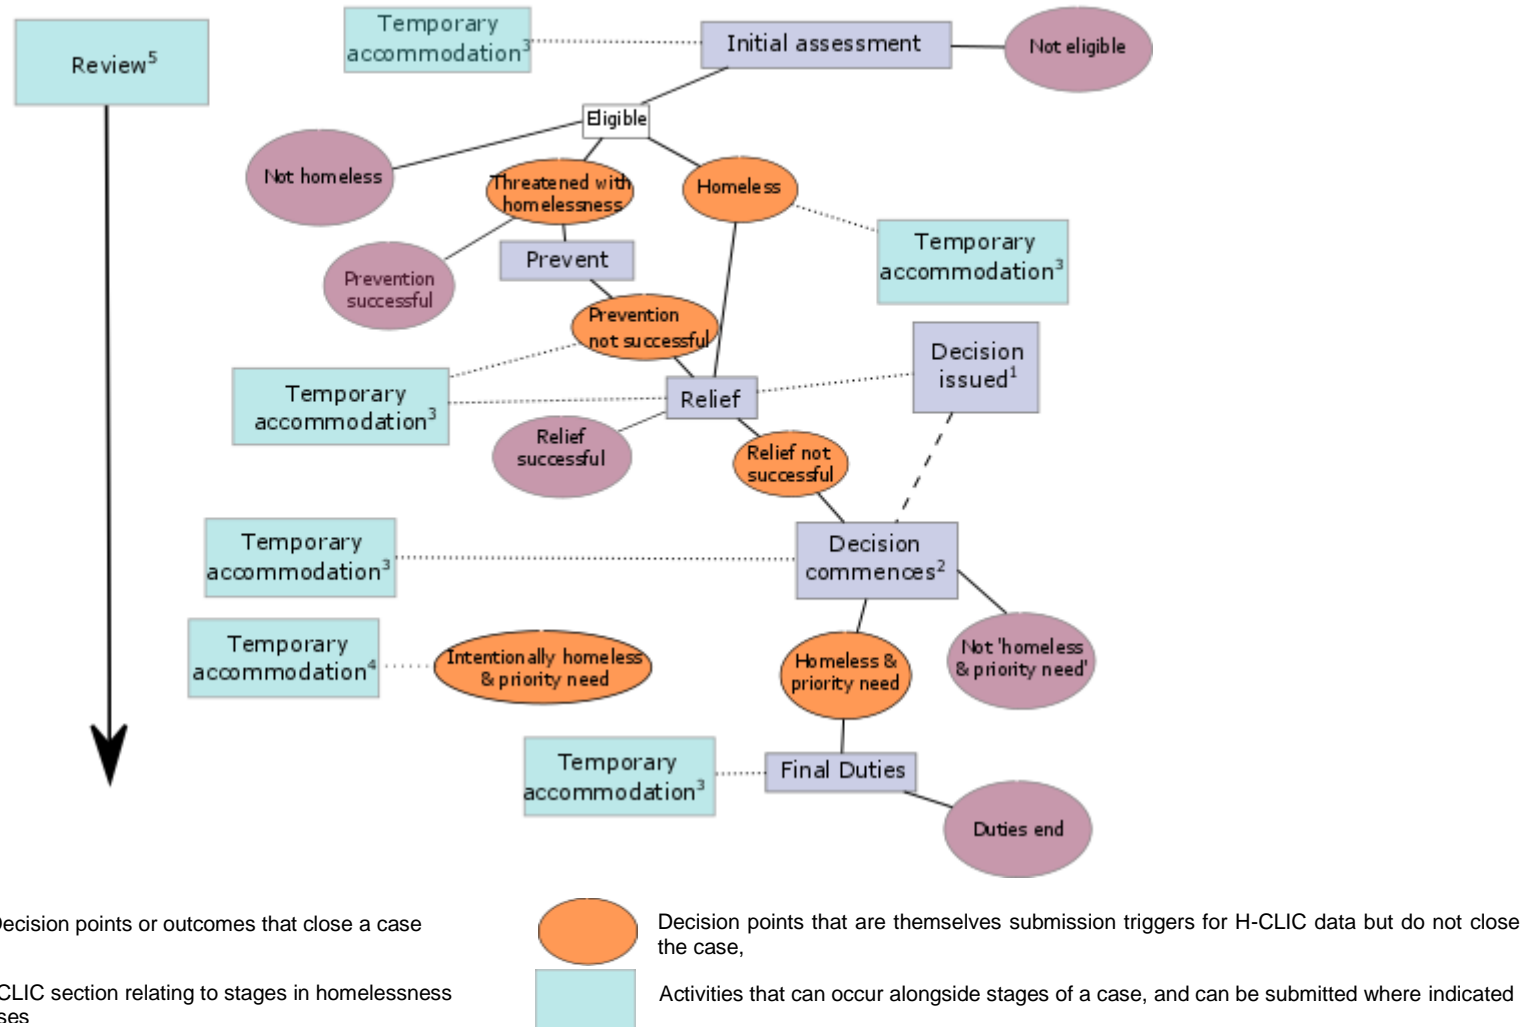 Temporary
accommodation³
Initial assessment
Not eligible
Review⁵
Eligible
Not homeless
Threatened with
homelessness
Homeless
Temporary
accommodation³
Prevent
Prevention
successful
Prevention
not successful
Decision
issued¹
Temporary
accommodation³
Relief
Relief
successful
Relief not
successful
Temporary
accommodation³
Decision
commences²
Temporary
accommodation⁴
Intentionally homeless
& priority need
Homeless &
priority need
Not 'homeless
& priority need'
Temporary
accommodation³
Final Duties
Duties end
Decision points or outcomes that close a case
Decision points that are themselves submission triggers for H-CLIC data but do not close
the case,
CLIC section relating to stages in homelessness
Activities that can occur alongside stages of a case, and can be submitted where indicated